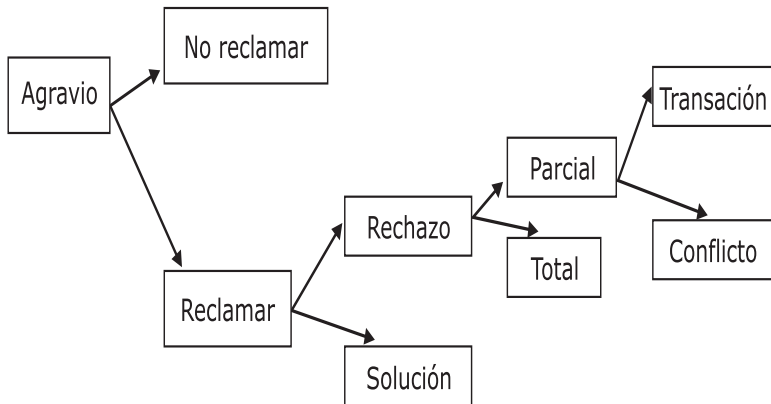 No reclamar
Agravio
Transación
Parcial
Rechazo
Conflicto
Total
Reclamar
Solución